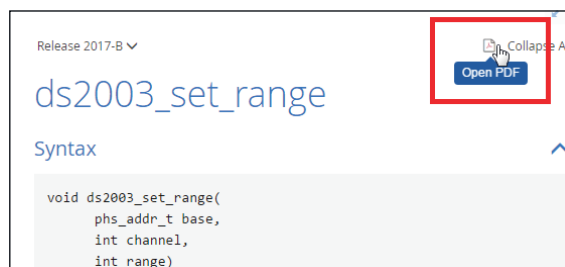 Release 2017-B
Collapse A
Open PDF
ds2003_set_range
Syntax
void ds2003_set_range(
phs_addr_t base,
int channel,
int range)